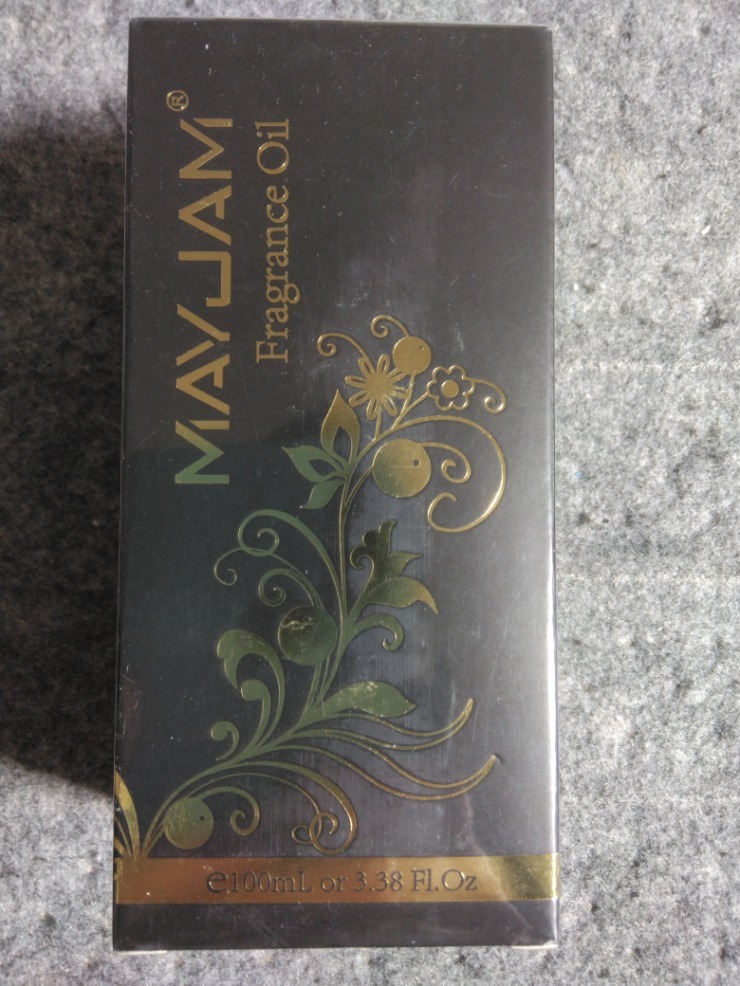 MAYJAM®
Fragrance Oil
℮100mL or 3.38 Fl.Oz